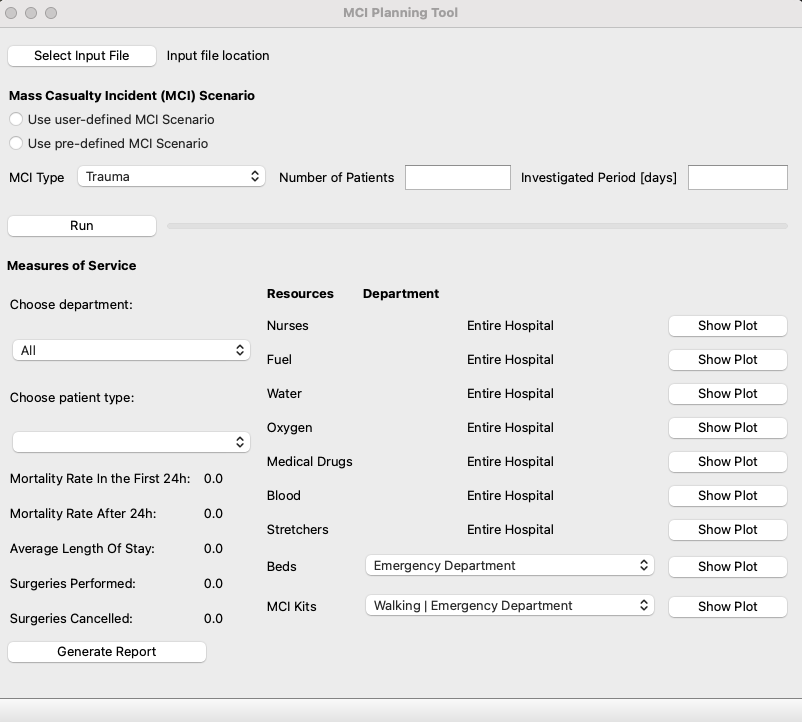 MCI Planning Tool
Select Input File Input file location
Mass Casualty Incident (MCI) Scenario
Use user-defined MCI Scenario
Use pre-defined MCI Scenario
MCI Type Trauma Number of Patients Investigated Period [days]
Run
Measures of Service
Choose department:
All
Choose patient type:
Mortality Rate In the First 24h: 0.0
Mortality Rate After 24h: 0.0
Average Length Of Stay: 0.0
Surgeries Performed: 0.0
Surgeries Cancelled: 0.0
Generate Report
Resources Department
Nurses Entire Hospital Show Plot
Fuel Entire Hospital Show Plot
Water Entire Hospital Show Plot
Oxygen Entire Hospital Show Plot
Medical Drugs Entire Hospital Show Plot
Blood Entire Hospital Show Plot
Stretchers Entire Hospital Show Plot
Beds Emergency Department Show Plot
MCI Kits Walking | Emergency Department Show Plot